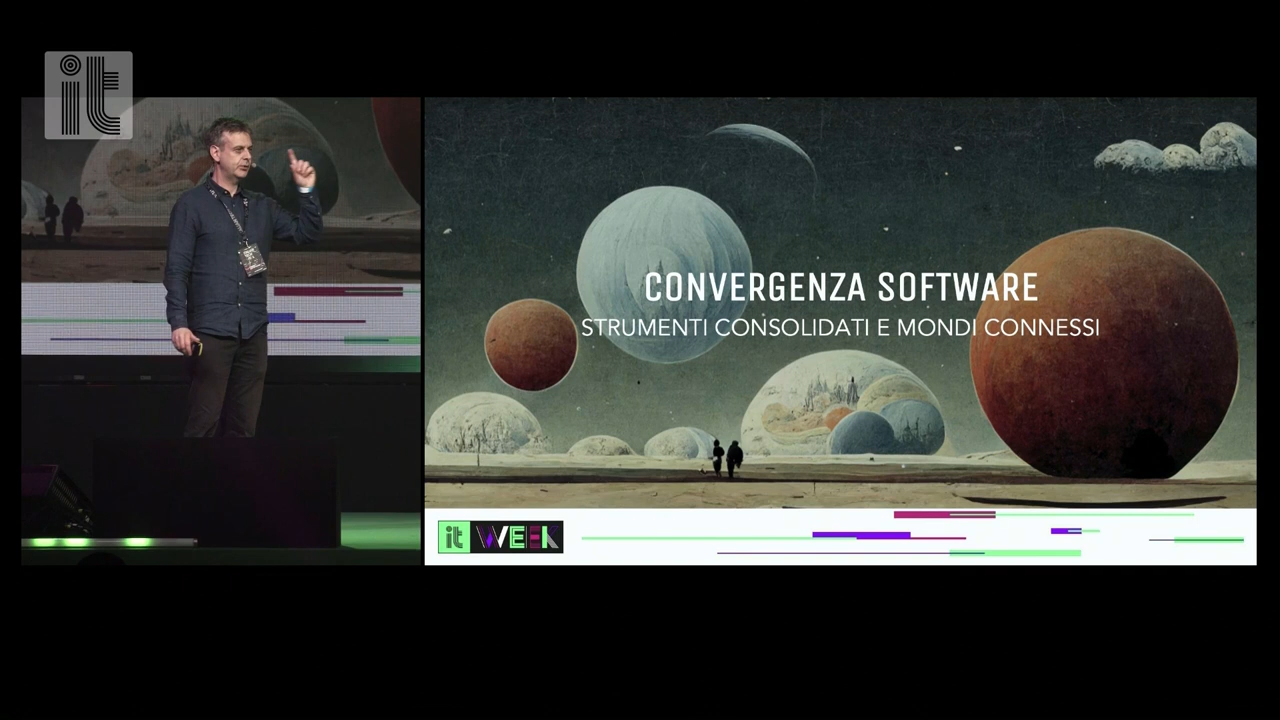 it
CONVERGENZA SOFTWARE
STRUMENTI CONSOLIDATI E MONDI CONNESSI
it WEEK